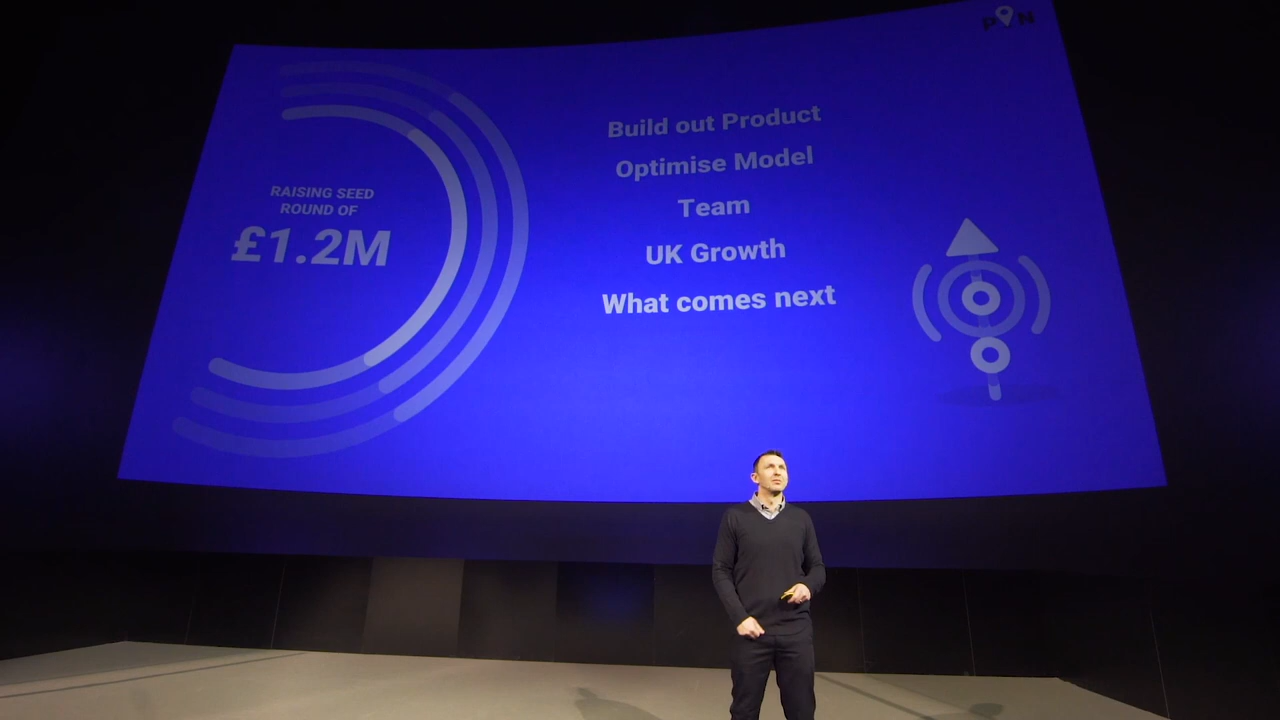 RAISING SEED
ROUND OF
£1.2M
Build out Product
Optimise Model
Team
UK Growth
What comes next